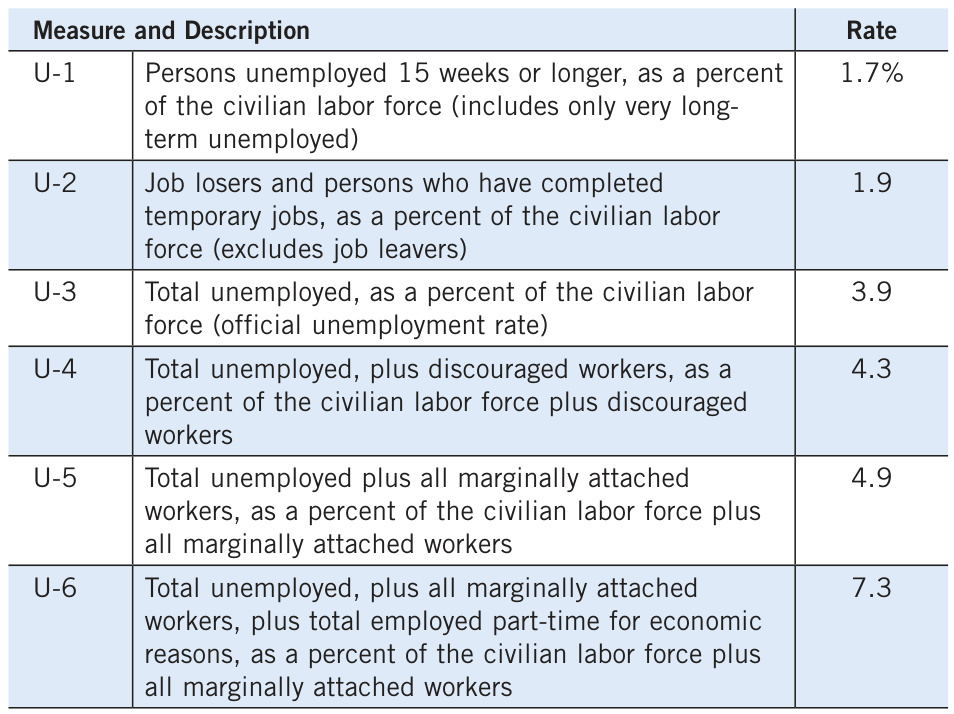 Measure and Description Rate
U-1 Persons unemployed 15 weeks or longer, as a percent 1.7%
of the civilian labor force (includes only very long-
term unemployed)
U-2 Job losers and persons who have completed 1.9
temporary jobs, as a percent of the civilian labor
force (excludes job leavers)
U-3 Total unemployed, as a percent of the civilian labor 3.9
force (official unemployment rate)
U-4 Total unemployed, plus discouraged workers, as a 4.3
percent of the civilian labor force plus discouraged
workers
U-5 Total unemployed plus all marginally attached 4.9
workers, as a percent of the civilian labor force plus
all marginally attached workers
U-6 Total unemployed, plus all marginally attached 7.3
workers, plus total employed part-time for economic
reasons, as a percent of the civilian labor force plus
all marginally attached workers